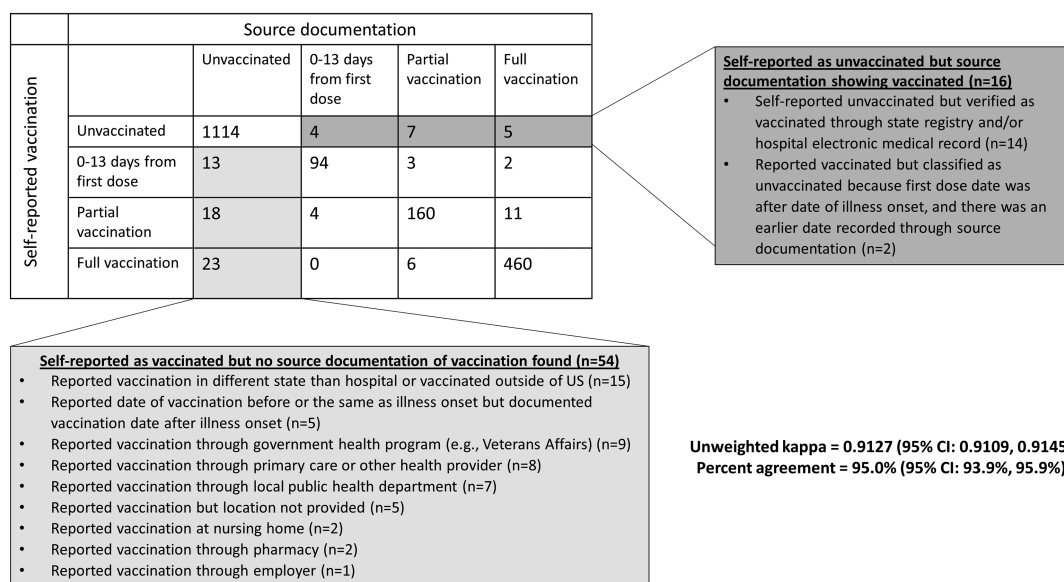 Source documentation
Self-reported vaccination
Unvaccinated
0-13 days
from first
dose
Partial
vaccination
Full
vaccination
Unvaccinated
1114
4
7
5
0-13 days from
first dose
13
94
3
2
Partial
vaccination
18
4
160
11
Full vaccination
23
0
6
460
Self-reported as unvaccinated but source
documentation showing vaccinated (n=16)
• Self-reported unvaccinated but verified as
vaccinated through state registry and/or
hospital electronic medical record (n=14)
• Reported vaccinated but classified as
unvaccinated because first dose date was
after date of illness onset, and there was an
earlier date recorded through source
documentation (n=2)
Self-reported as vaccinated but no source documentation of vaccination found (n=54)
• Reported vaccination in different state than hospital or vaccinated outside of US (n=15)
• Reported date of vaccination before or the same as illness onset but documented
vaccination date after illness onset (n=5)
• Reported vaccination through government health program (e.g., Veterans Affairs) (n=9)
• Reported vaccination through primary care or other health provider (n=8)
• Reported vaccination through local public health department (n=7)
• Reported vaccination but location not provided (n=5)
• Reported vaccination at nursing home (n=2)
• Reported vaccination through pharmacy (n=2)
• Reported vaccination through employer (n=1)
Unweighted kappa = 0.9127 (95% CI: 0.9109, 0.9145
Percent agreement = 95.0% (95% CI: 93.9%, 95.9%)